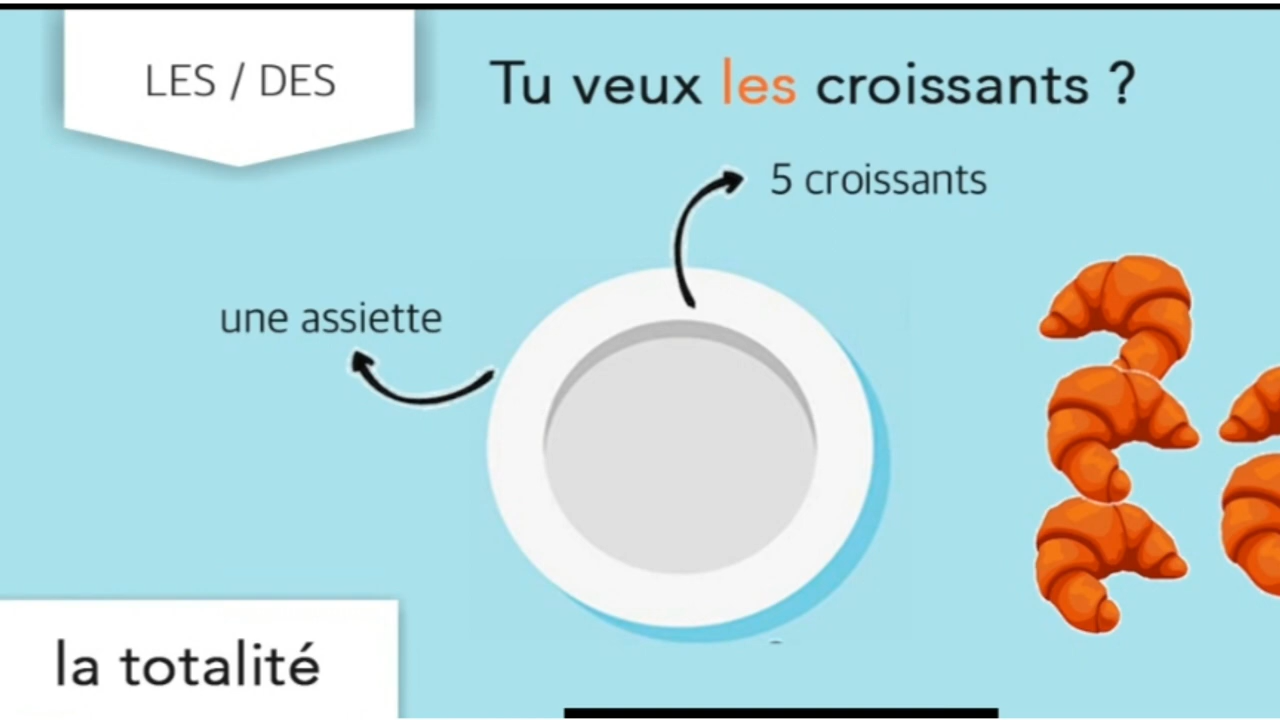 LES / DES
Tu veux les croissants ?
5 croissants
une assiette
la totalité